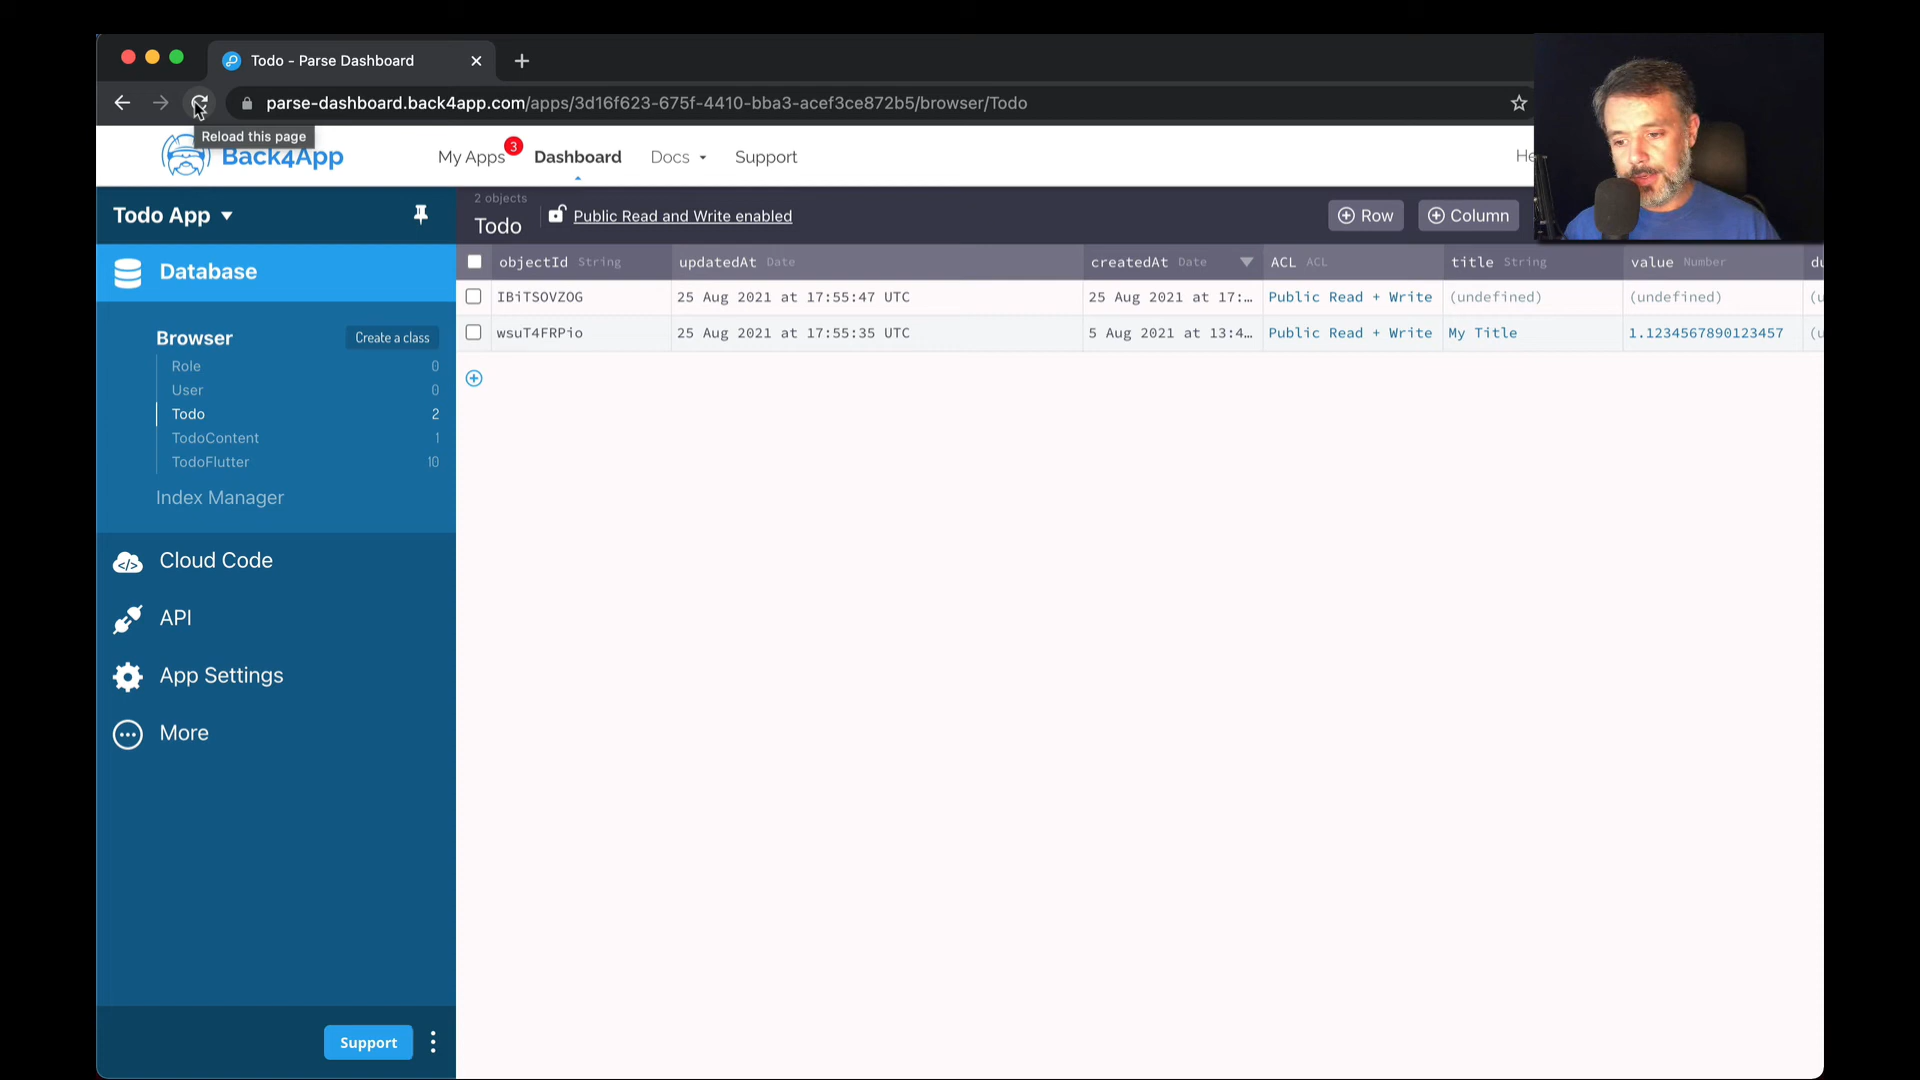 Todo - Parse Dashboard
parse-dashboard.back4app.com/apps/3d16f623-675f-4410-bba3-acef3ce872b5/browser/Todo
Reload this page
Back4App
My Apps 3 Dashboard Docs Support
Todo App
2 objects
Todo Public Read and Write enabled Row Column
Database
objectId String updatedAt Date createdAt Date ACL ACL title String value Number
IBiTSOVZOG 25 Aug 2021 at 17:55:47 UTC 25 Aug 2021 at 17:... Public Read + Write (undefined) (undefined)
wsuT4FRPio 25 Aug 2021 at 17:55:35 UTC 5 Aug 2021 at 13:4... Public Read + Write My Title 1.1234567890123457
Browser Create a class
Role 0
User 0
Todo 2
TodoContent 1
TodoFlutter 10
Index Manager
Cloud Code
API
App Settings
More
Support